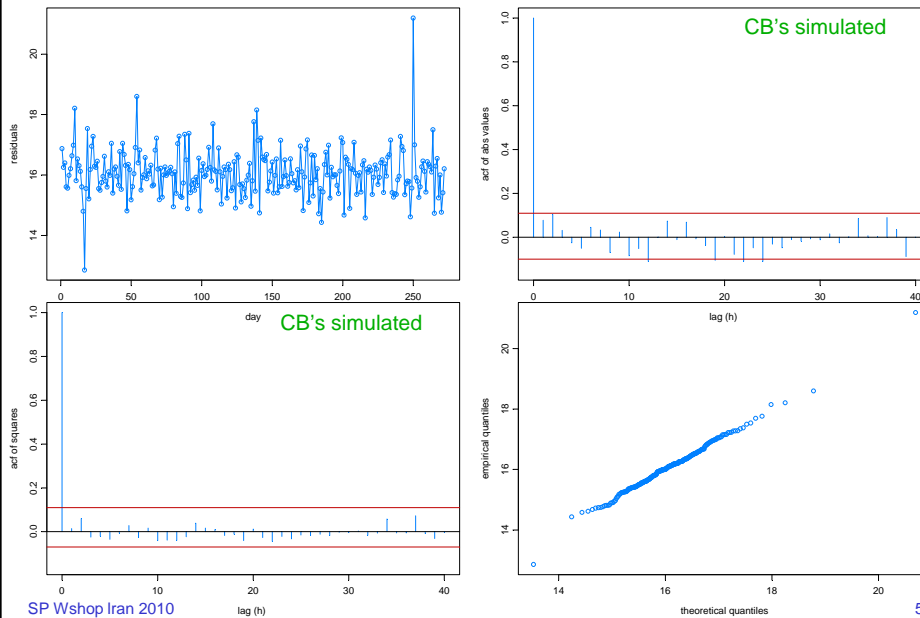 residuals
20
18
16
14
0 50 100 150 200 250
day
CB's simulated
acf of abs values
1.0
0.8
0.6
0.4
0.2
0.0
0 10 20 30 40
lag (h)
CB's simulated
acf of squares
1.0
0.8
0.6
0.4
0.2
0.0
0 10 20 30 40
lag (h)
empirical quantiles
20
18
16
14
14 16 18 20
theoretical quantiles
SP Wshop Iran 2010
5